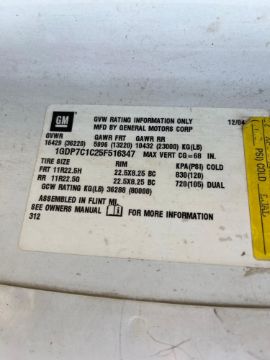 GM
GVW RATING INFORMATION ONLY
MFD BY GENERAL MOTORS CORP
12/04
GVWR GAWR FRT GAWR RR
16429 (36220) 5996 (13220) 10432 (23000) KG(LB)
1GDP7C1C25F516347 MAX VERT CG=68 IN.
TIRE SIZE RIM KPA(PSI) COLD
FRT 11R22.5H 22.5X8.25 BC 830(120)
RR 11R22.5G 22.5X8.25 BC 720(105) DUAL
GCW RATING KG(LB) 36288 (80000)
ASSEMBLED IN FLINT MI.
SEE OWNERS MANUAL FOR MORE INFORMATION
312
PSI COLD